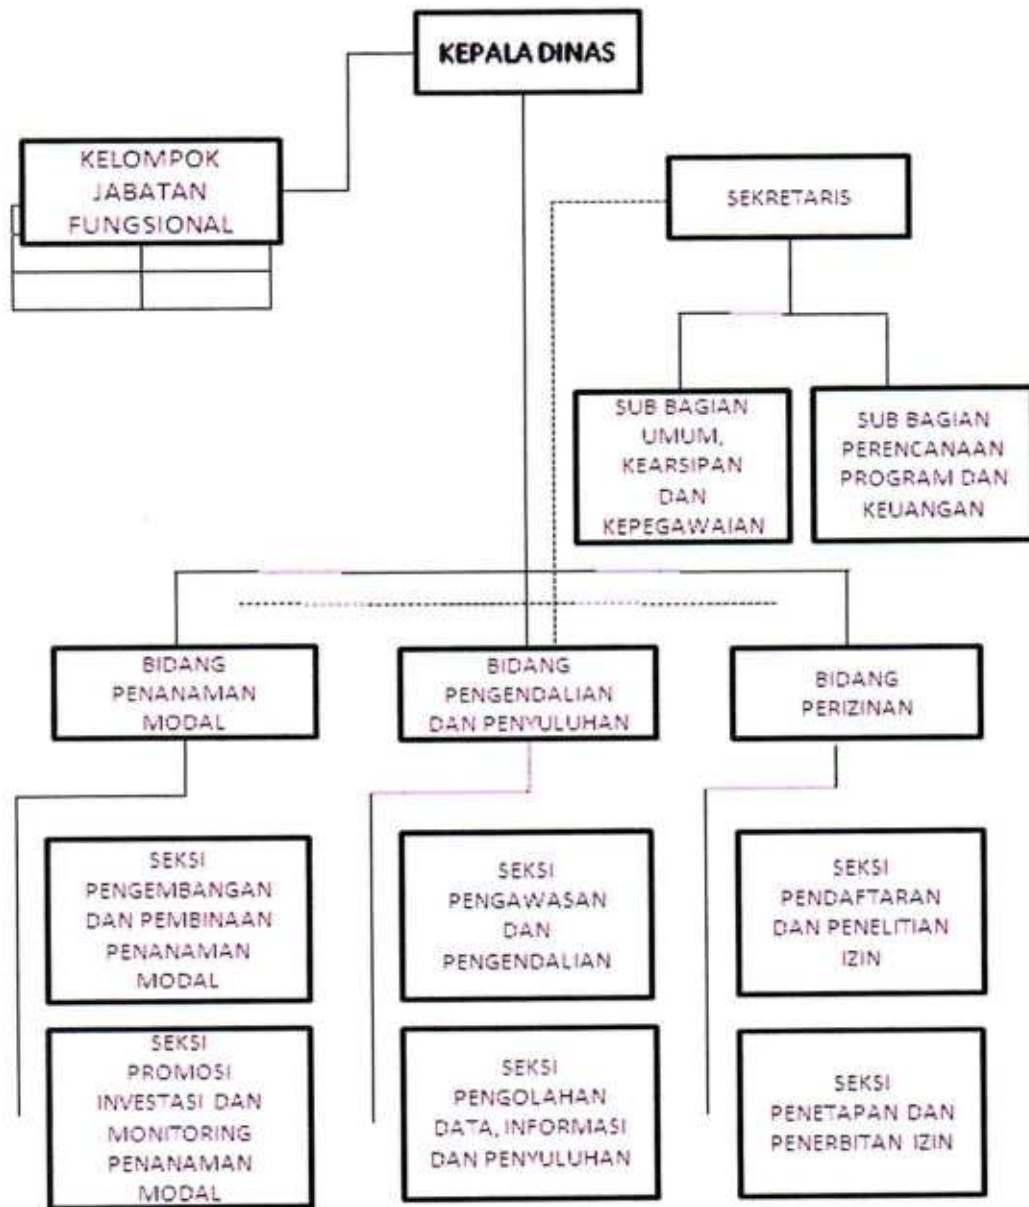 KEPALA DINAS
KELOMPOK
JABATAN
FUNGSIONAL
SEKRETARIS
SUB BAGIAN
UMUM,
KEARSIPAN
DAN
KEPEGAWAIAN
SUB BAGIAN
PERENCANAAN
PROGRAM DAN
KEUANGAN
BIDANG
PENANAMAN
MODAL
BIDANG
PENGENDALIAN
DAN PENYULUHAN
BIDANG
PERIZINAN
SEKSI
PENGEMBANGAN
DAN PEMBINAAN
PENANAMAN
MODAL
SEKSI
PENGAWASAN
DAN
PENGENDALIAN
SEKSI
PENDAFTARAN
DAN PENELITIAN
IZIN
SEKSI
PROMOSI
INVESTASI DAN
MONITORING
PENANAMAN
MODAL
SEKSI
PENGOLAHAN
DATA, INFORMASI
DAN PENYULUHAN
SEKSI
PENETAPAN DAN
PENERBITAN IZIN